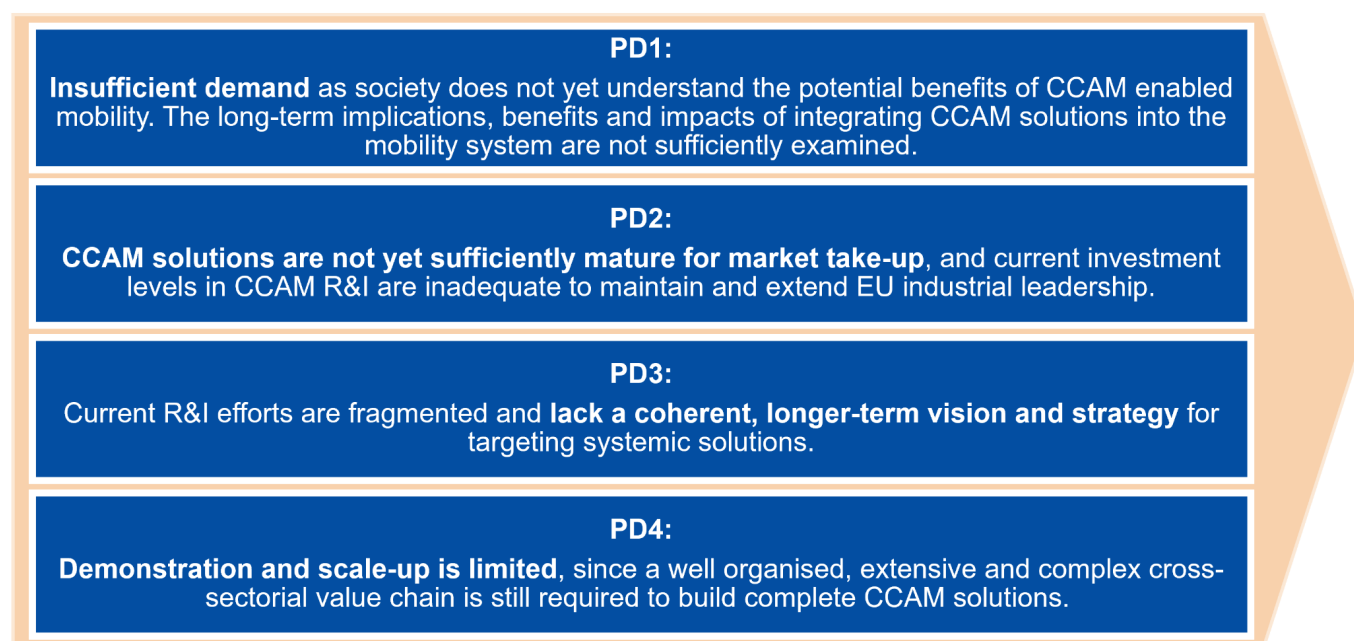 PD1:
Insufficient demand as society does not yet understand the potential benefits of CCAM enabled
mobility. The long-term implications, benefits and impacts of integrating CCAM solutions into the
mobility system are not sufficiently examined.
PD2:
CCAM solutions are not yet sufficiently mature for market take-up, and current investment
levels in CCAM R&I are inadequate to maintain and extend EU industrial leadership.
PD3:
Current R&I efforts are fragmented and lack a coherent, longer-term vision and strategy for
targeting systemic solutions.
PD4:
Demonstration and scale-up is limited, since a well organised, extensive and complex cross-
sectorial value chain is still required to build complete CCAM solutions.